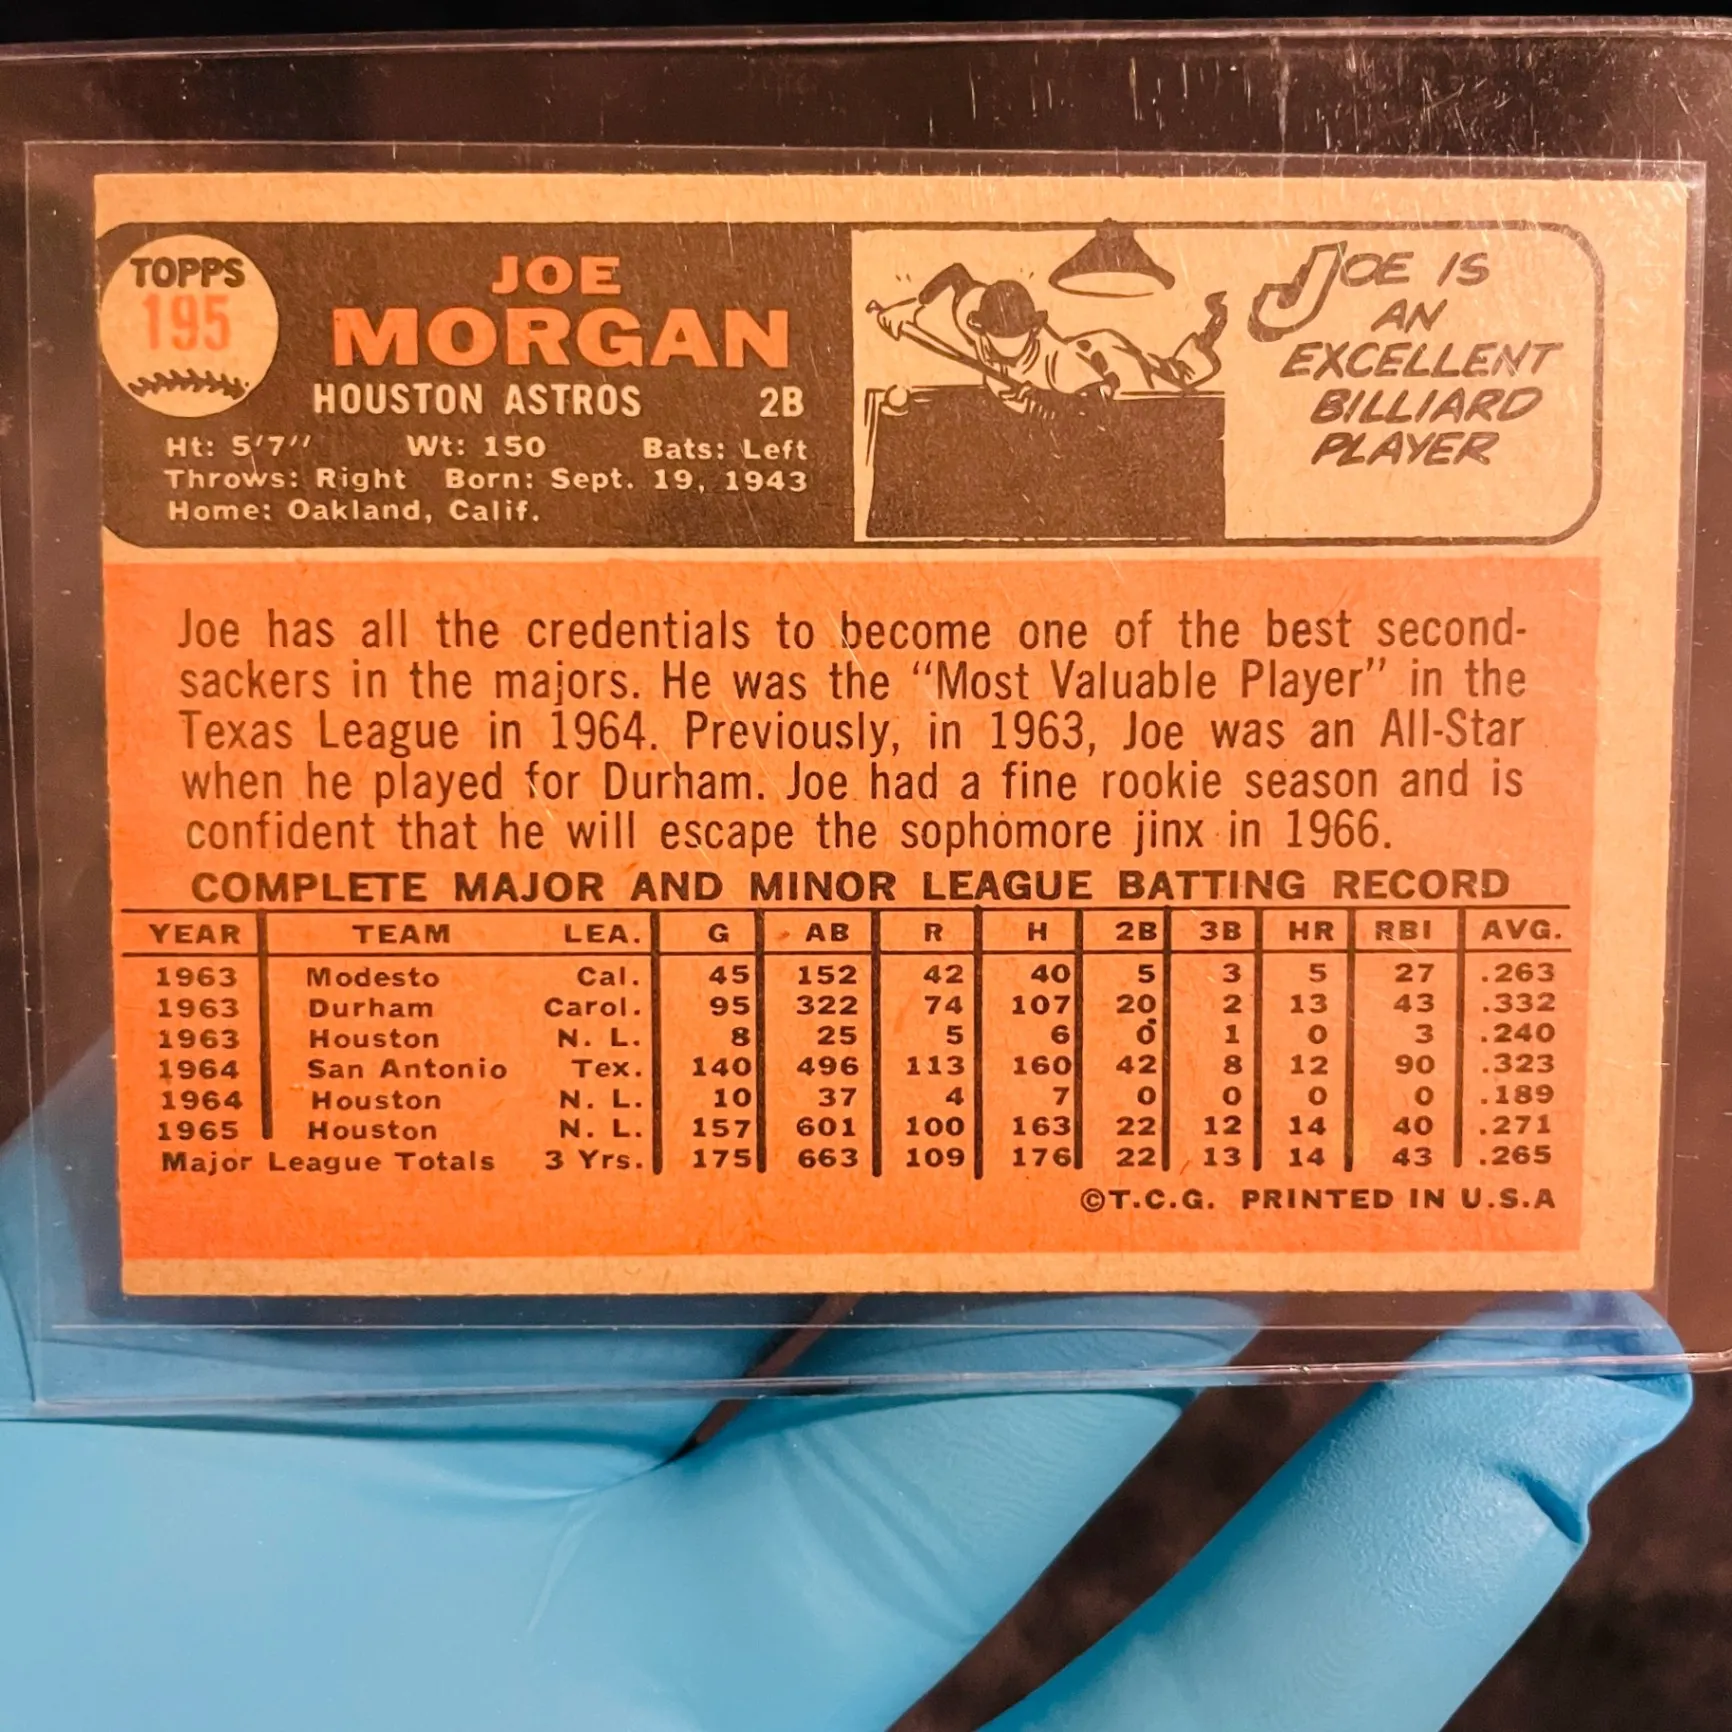 TOPPS
195
JOE
MORGAN
HOUSTON ASTROS 2B
Ht: 5'7" Wt: 150 Bats: Left
Throws: Right Born: Sept. 19, 1943
Home: Oakland, Calif.
JOE IS
AN
EXCELLENT
BILLIARD
PLAYER
Joe has all the credentials to become one of the best second-
sackers in the majors. He was the "Most Valuable Player" in the
Texas League in 1964. Previously, in 1963, Joe was an All-Star
when he played for Durham. Joe had a fine rookie season and is
confident that he will escape the sophomore jinx in 1966.
COMPLETE MAJOR AND MINOR LEAGUE BATTING RECORD
YEAR TEAM LEA. G AB R H 2B 3B HR RBI AVG.
1963 Modesto Cal. 45 152 42 40 5 3 5 27 .263
1963 Durham Carol. 95 322 74 107 20 2 13 43 .332
1963 Houston N. L. 8 25 5 6 0 1 0 3 .240
1964 San Antonio Tex. 140 496 113 160 42 8 12 90 .323
1964 Houston N. L. 10 37 4 7 0 0 0 0 .189
1965 Houston N. L. 157 601 100 163 22 12 14 40 .271
Major League Totals 3 Yrs. 175 663 109 176 22 13 14 43 .265
©T.C.G. PRINTED IN U.S.A